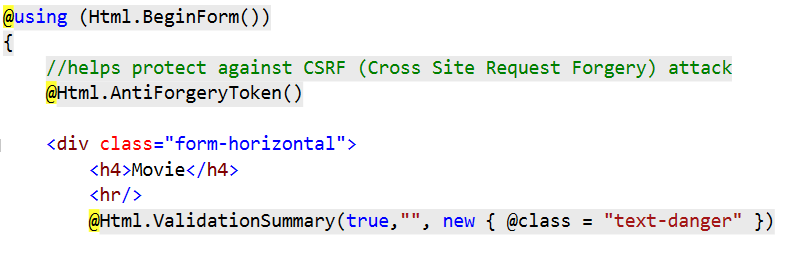 @using (Html.BeginForm())
{
//helps protect against CSRF (Cross Site Request Forgery) attack
@Html.AntiForgeryToken()
<div class="form-horizontal">
<h4>Movie</h4>
<hr/>
@Html.ValidationSummary(true,"", new { @class = "text-danger" })